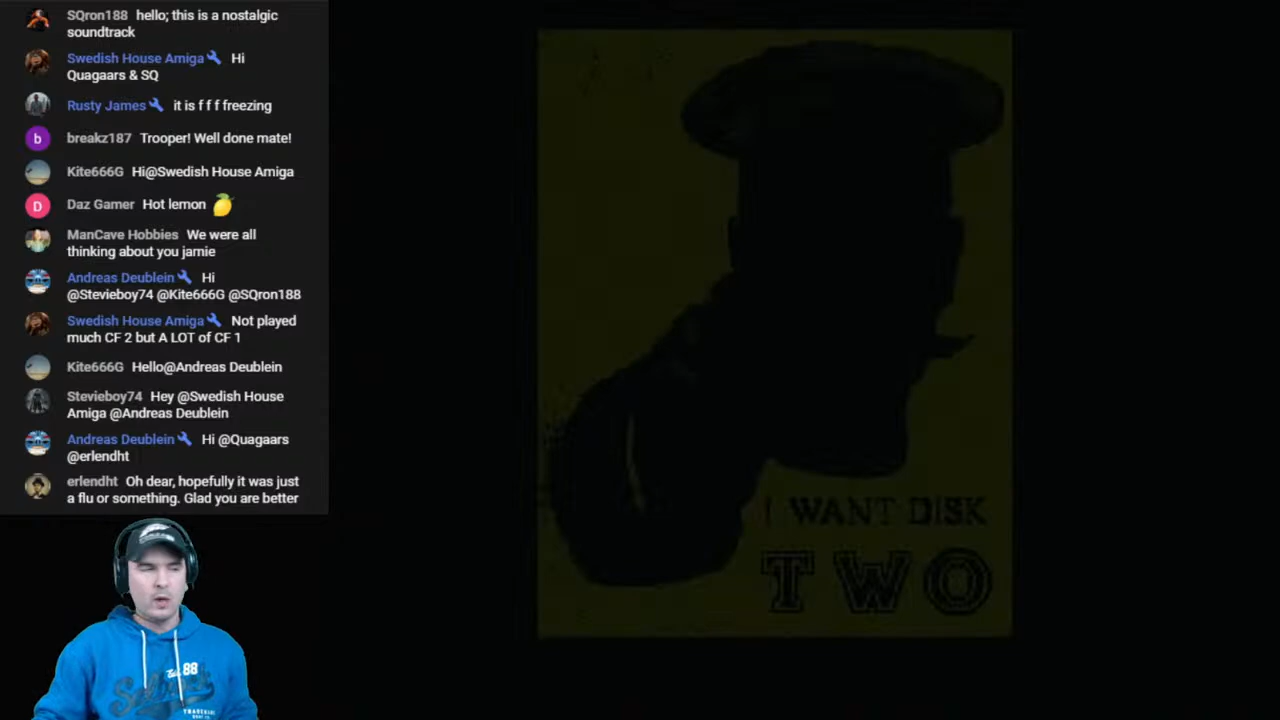 SQron188 hello; this is a nostalgic
soundtrack
Swedish House Amiga Hi
Quagaars & SQ
Rusty James it is f f f freezing
breakz187 Trooper! Well done mate!
Kite666G Hi@Swedish House Amiga
D Daz Gamer Hot lemon 🍋
ManCave Hobbies We were all
thinking about you jamie
Andreas Deublein Hi
@Stevieboy74 @Kite666G @SQron188
Swedish House Amiga Not played
much CF 2 but A LOT of CF 1
Kite666G Hello@Andreas Deublein
Stevieboy74 Hey @Swedish House
Amiga @Andreas Deublein
Andreas Deublein Hi @Quagaars
@erlendht
erlendht Oh dear, hopefully it was just
a flu or something. Glad you are better
b
I WANT DISK
TWO
88